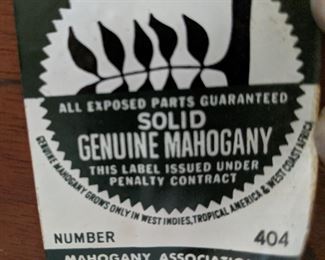 ALL EXPOSED PARTS GUARANTEED
SOLID
GENUINE MAHOGANY
THIS LABEL ISSUED UNDER
PENALTY CONTRACT
GENUINE MAHOGANY GROWS ONLY IN WEST INDIES, TROPICAL AMERICA & WEST COAST AFRICA
NUMBER 404
MAHOGANY ASSOCIATION